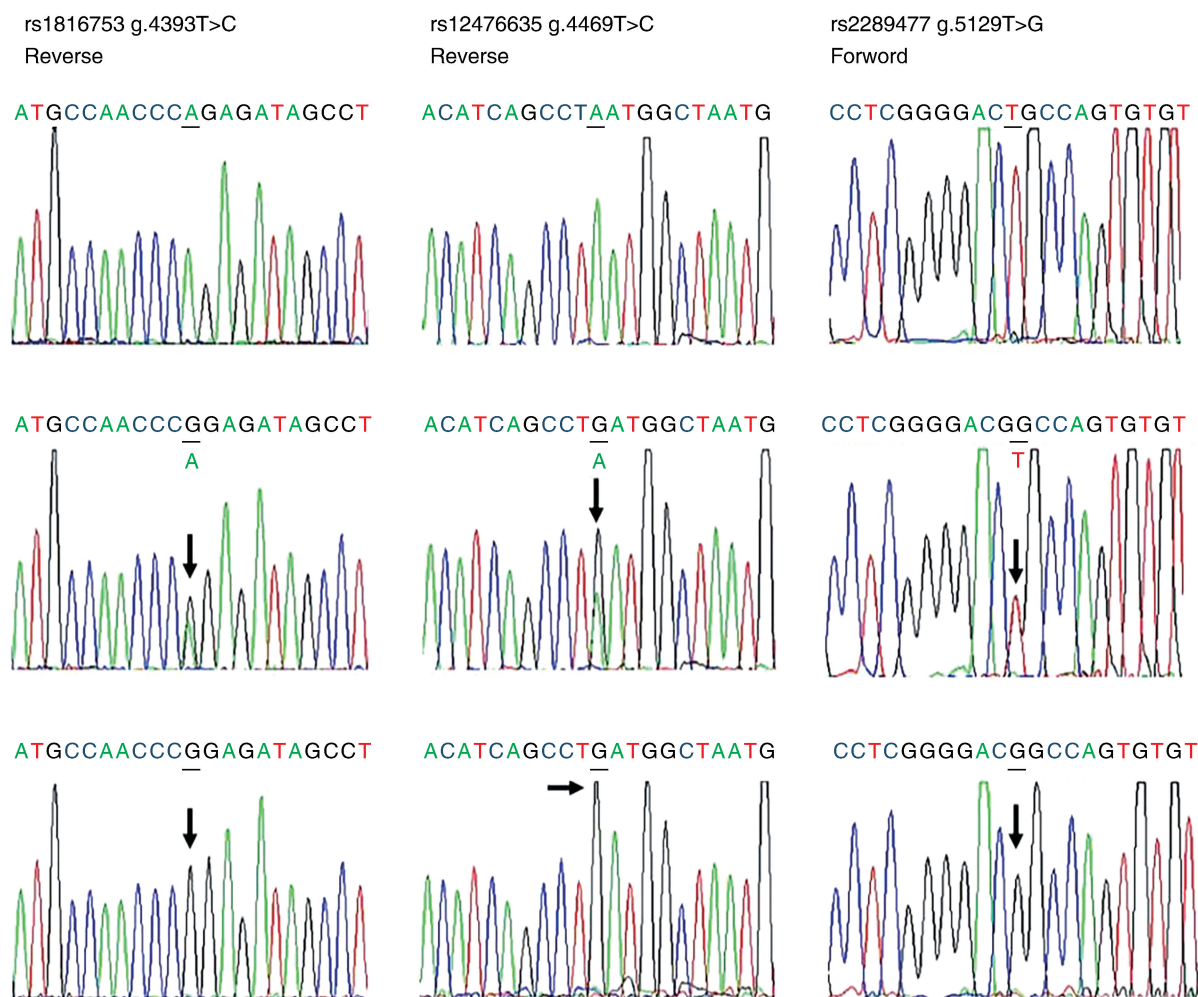 rs1816753 g.4393T>C
Reverse
rs12476635 g.4469T>C
Reverse
rs2289477 g.5129T>G
Forword
ATGCCAACCCAGAGATAGCCT
ACATCAGCCTAATGGCTAATG
CCTCGGGGACTGCCAGTGTGT
ATGCCAACCCGGAGATAGCCT
A
ACATCAGCCTGATGGCTAATG
A
CCTCGGGGACGGCCAGTGTGT
T
ATGCCAACCCGGAGATAGCCT
ACATCAGCCTGATGGCTAATG
CCTCGGGGACGGCCAGTGTGT